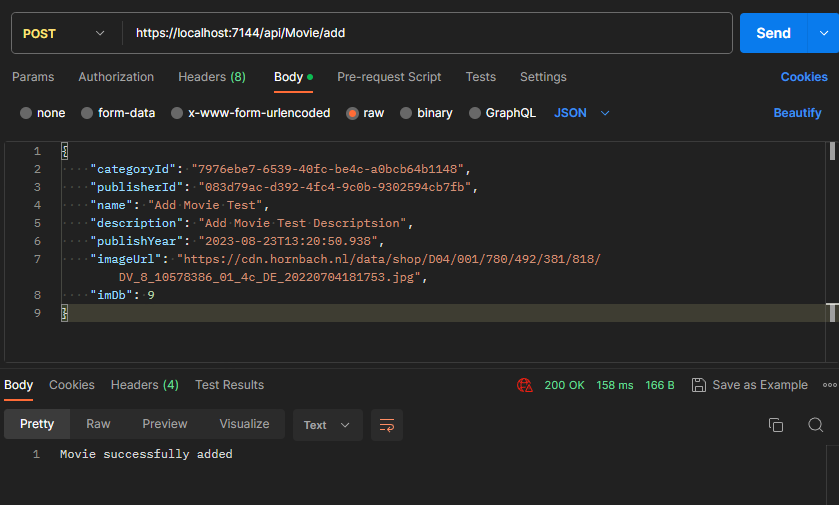 POST https://localhost:7144/api/Movie/add Send
Params Authorization Headers (8) Body Pre-request Script Tests Settings Cookies
none form-data x-www-form-urlencoded raw binary GraphQL JSON Beautify
1 {
2 "categoryId": "7976ebe7-6539-40fc-be4c-a0bcb64b1148",
3 "publisherId": "083d79ac-d392-4fc4-9c0b-9302594cb7fb",
4 "name": "Add Movie Test",
5 "description": "Add Movie Test Descriptsion",
6 "publishYear": "2023-08-23T13:20:50.938",
7 "imageUrl": "https://cdn.hornbach.nl/data/shop/D04/001/780/492/381/818/
DV_8_10578386_01_4c_DE_20220704181753.jpg",
8 "imDb": 9
9 }
Body Cookies Headers (4) Test Results 200 OK 158 ms 166 B Save as Example
Pretty Raw Preview Visualize Text
1 Movie successfully added